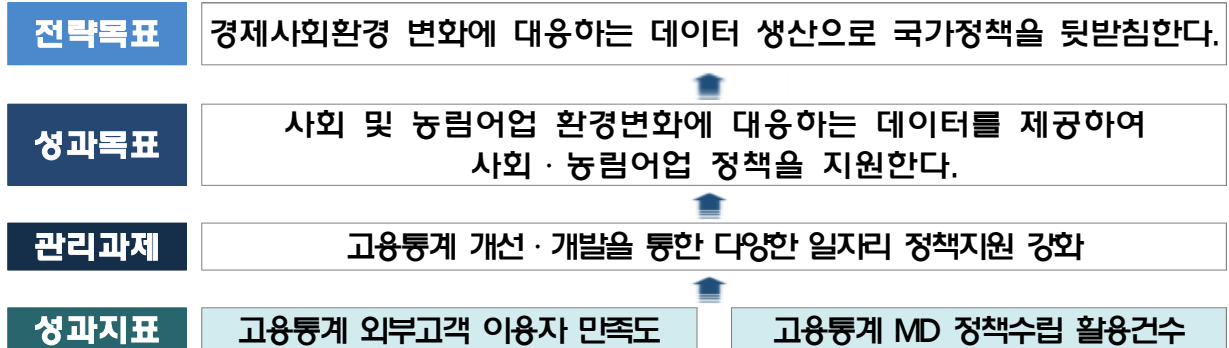 전략목표
경제사회환경 변화에 대응하는 데이터 생산으로 국가정책을 뒷받침한다.
성과목표
사회 및 농림어업 환경변화에 대응하는 데이터를 제공하여
사회·농림어업 정책을 지원한다.
관리과제
고용통계 개선·개발을 통한 다양한 일자리 정책지원 강화
성과지표
고용통계 외부고객 이용자 만족도
고용통계 MD 정책수립 활용건수